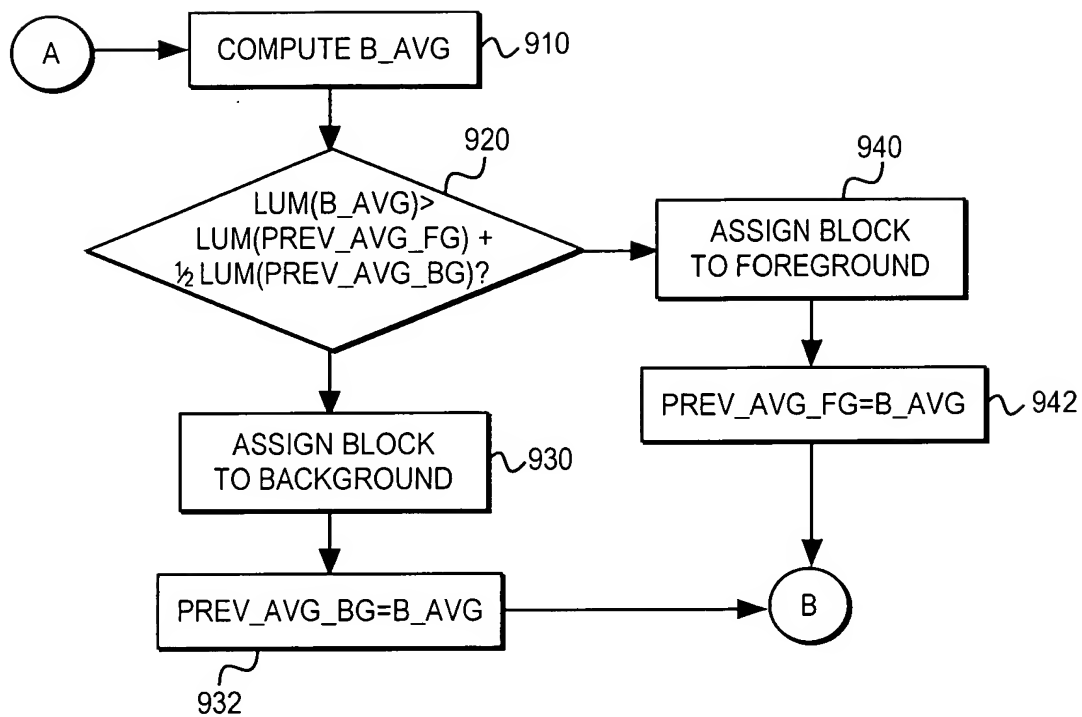 A
COMPUTE B_AVG
910
920
LUM(B_AVG)>
LUM(PREV_AVG_FG) +
½ LUM(PREV_AVG_BG)?
940
ASSIGN BLOCK
TO FOREGROUND
PREV_AVG_FG=B_AVG
942
ASSIGN BLOCK
TO BACKGROUND
930
PREV_AVG_BG=B_AVG
932
B